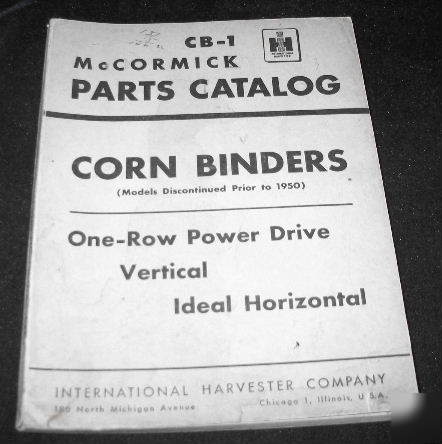 CB-1
McCORMICK
PARTS CATALOG
CORN BINDERS
(Models Discontinued Prior to 1950)
One-Row Power Drive
Vertical
Ideal Horizontal
INTERNATIONAL HARVESTER COMPANY
180 North Michigan Avenue Chicago 1, Illinois, U.S.A.